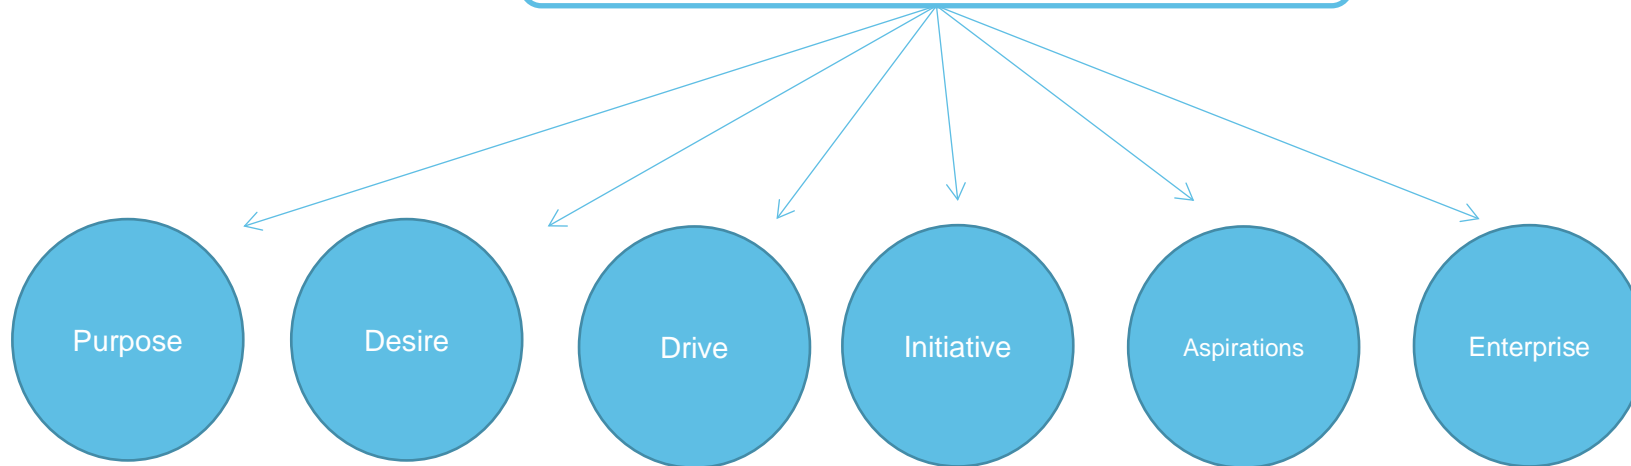 Purpose
Desire
Drive
Initiative
Aspirations
Enterprise